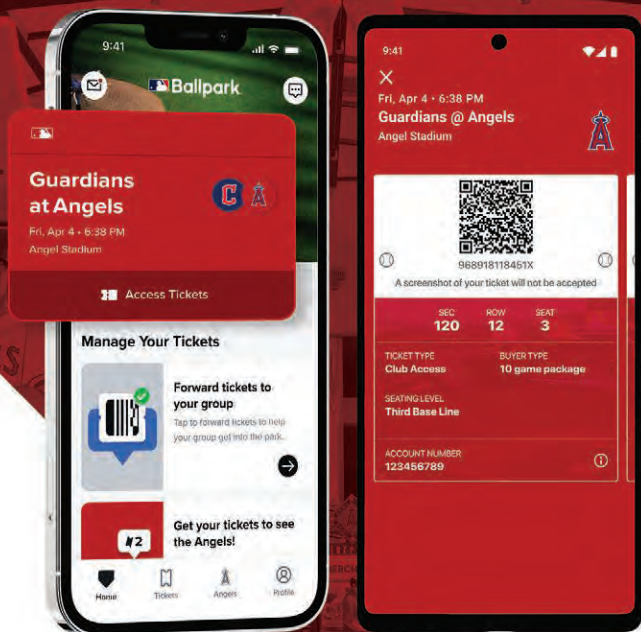 9:41
Ballpark
Guardians
at Angels
Fri, Apr 4 • 6:38 PM
Angel Stadium
Access Tickets
Manage Your Tickets
Forward tickets to
your group
Tap to forward tickets to help
your group get into the park.
Get your tickets to see
the Angels!
2
Home Tickets Angels Profile
9:41
Fri, Apr 4 • 6:38 PM
Guardians @ Angels
Angel Stadium
968918118451X
A screenshot of your ticket will not be accepted
SEC ROW SEAT
120 12 3
TICKET TYPE BUYER TYPE
Club Access 10 game package
SEATING LEVEL
Third Base Line
ACCOUNT NUMBER
123456789